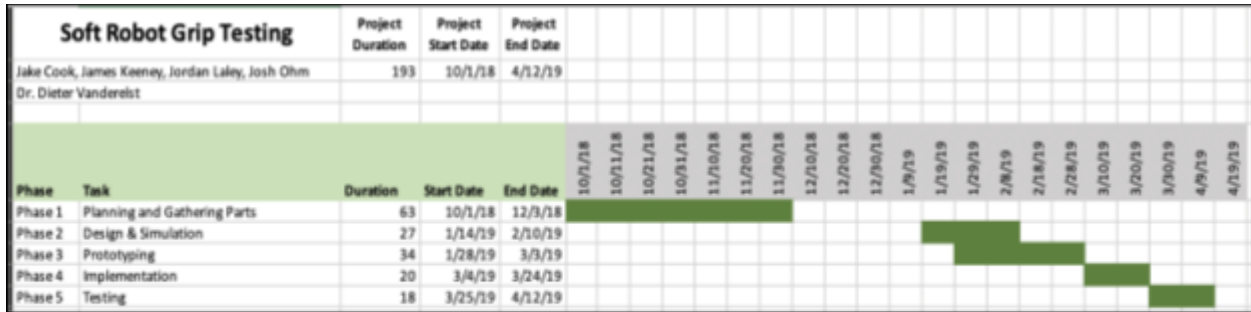 Soft Robot Grip Testing Project Duration Project Start Date Project End Date
Jake Cook, James Keeney, Jordan Laley, Josh Ohm 193 10/1/18 4/12/19
Dr. Dieter Vanderelst
Phase Task Duration Start Date End Date 10/1/18 10/11/18 10/21/18 10/31/18 11/10/18 11/20/18 11/30/18 12/10/18 12/20/18 12/30/18 1/9/19 1/19/19 1/29/19 2/8/19 2/18/19 2/28/19 3/10/19 3/20/19 3/30/19 4/9/19 4/19/19
Phase 1 Planning and Gathering Parts 63 10/1/18 12/3/18
Phase 2 Design & Simulation 27 1/14/19 2/10/19
Phase 3 Prototyping 34 1/28/19 3/3/19
Phase 4 Implementation 20 3/4/19 3/24/19
Phase 5 Testing 18 3/25/19 4/12/19